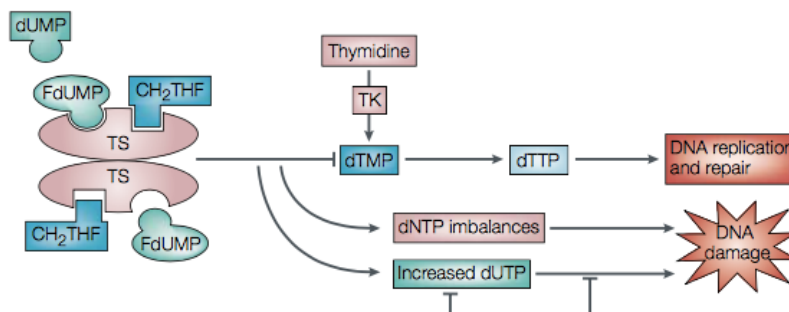 dUMP
FdUMP
CH₂THF
TS
TS
CH₂THF
FdUMP
Thymidine
TK
dTMP
dTTP
DNA replication
and repair
dNTP imbalances
Increased dUTP
DNA
damage